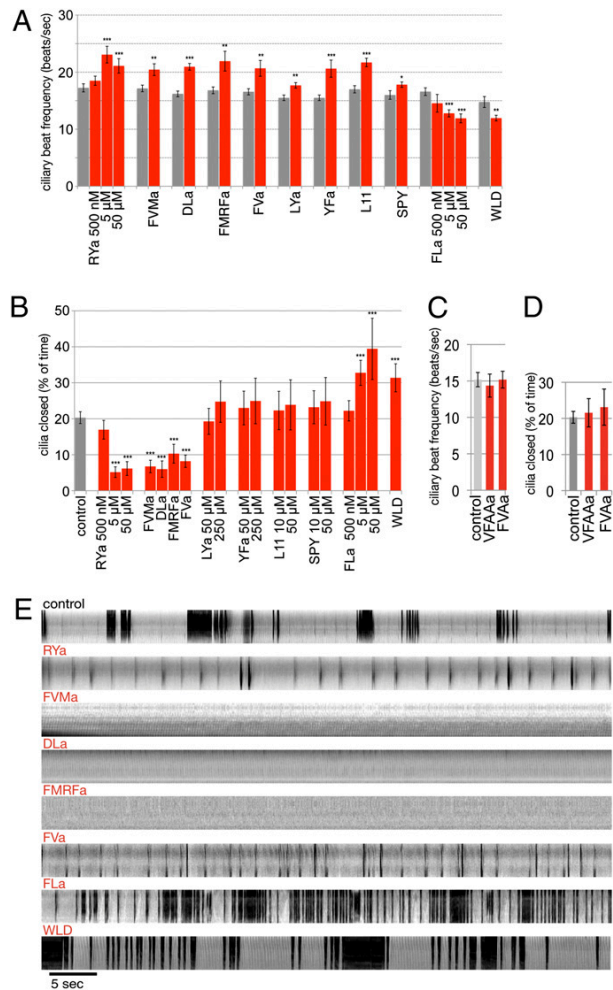 A
ciliary beat frequency (beats/sec)
30
25
20
15
10
5
0
*** *** ** *** ** ** ** ** *** * *** *** **
RYa 500 nM
5 µM
50 µM
FVMa
DLa
FMRFa
FVa
LYa
YFa
L11
SPY
FLa 500 nM
5 µM
50 µM
WLD
B
cilia closed (% of time)
50
40
30
20
10
0
*** *** *** *** *** *** *** *** ***
control
RYa 500 nM
5 µM
50 µM
FVMa
DLa
FMRFa
FVa
LYa 50 µM
250 µM
YFa 50 µM
250 µM
L11 10 µM
50 µM
SPY 10 µM
50 µM
FLa 500 nM
5 µM
50 µM
WLD
C
ciliary beat frequency (beats/sec)
20
15
10
5
0
control
VFAAa
FVAa
D
cilia closed (% of time)
30
20
10
0
control
VFAAa
FVAa
E
control
RYa
FVMa
DLa
FMRFa
FVa
FLa
WLD
5 sec